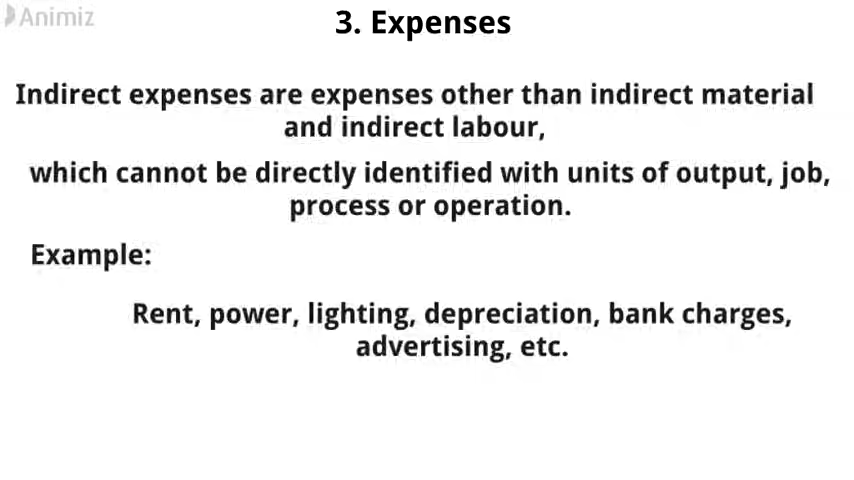 Animiz
3. Expenses
Indirect expenses are expenses other than indirect material
and indirect labour,
which cannot be directly identified with units of output, job,
process or operation.
Example:
Rent, power, lighting, depreciation, bank charges,
advertising, etc.